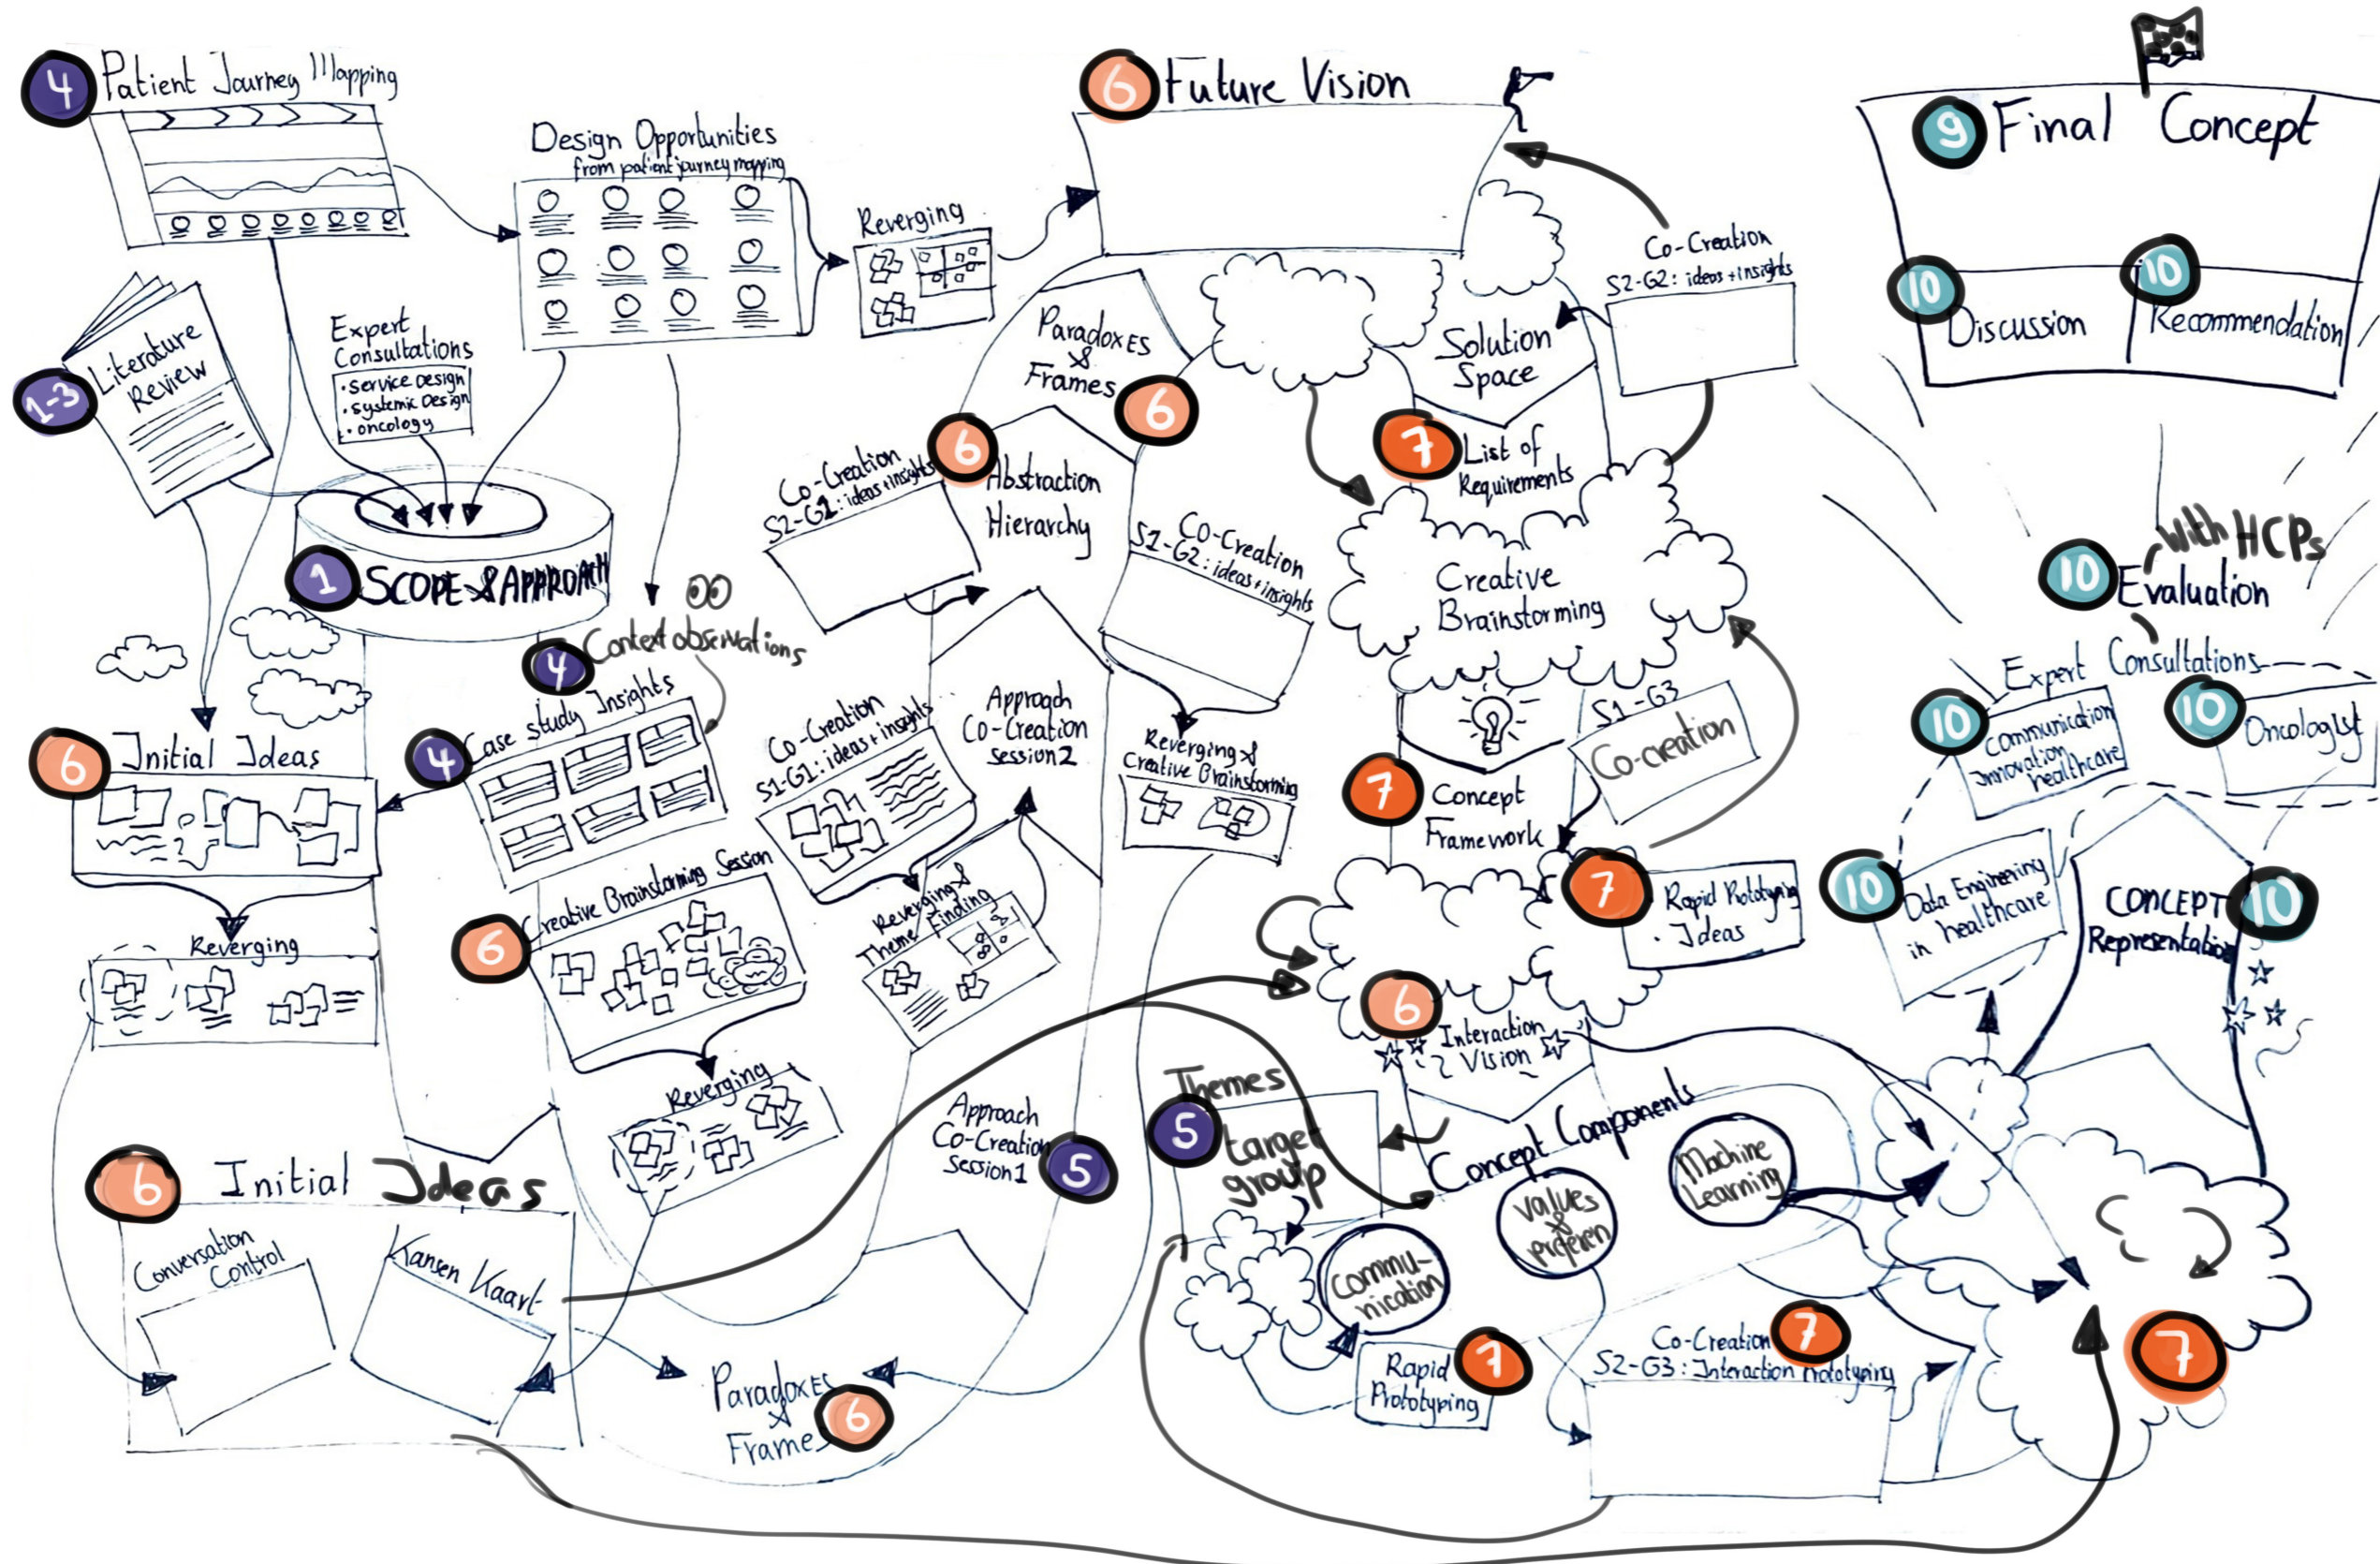 4 Patient Journey Mapping
Design Opportunities
from patient journey mapping
Reverging
1-3
Literature
Review
Expert
Consultations
• service design
• systemic design
• oncology
1 SCOPE & APPROACH
4 Context observations
4 Case study Insights
6 Initial Ideas
Reverging
6 Creative Brainstorming Session
Reverging
6 Initial Ideas
Conversation
Control
Kansen Kaart
6 Future Vision
Paradoxes
&
Frames
6
6
Abstraction
Hierarchy
Co-Creation
S2-G1: ideas+insights
Co-Creation
S1-G1: ideas+insights
Reverging &
Theme Finding
Approach
Co-Creation
Session2
Co-Creation
S1-G2: ideas+insights
Reverging &
Creative Brainstorming
Approach
Co-Creation
Session1
5
Paradoxes
&
Frames
6
Co-Creation
S2-G2: ideas+insights
Solution
Space
7 List of
Requirements
Creative
Brainstorming
S1-G3
Co-creation
7 Concept
Framework
7 Rapid Prototyping
• Ideas
6 Interaction
Vision
Themes
5 target
group
Concept Components
Commu-
nication
values
&
preferen
Machine
Learning
Rapid
Prototyping
7
Co-Creation 7
S2-G3: Interaction Prototyping
7
9 Final Concept
10 Discussion
10 Recommendation
with HCPs
10 Evaluation
Expert Consultations
10 Communication
Innovation
healthcare
10 Oncologist
10 Data Engineering
in healthcare
CONCEPT
Representation
10